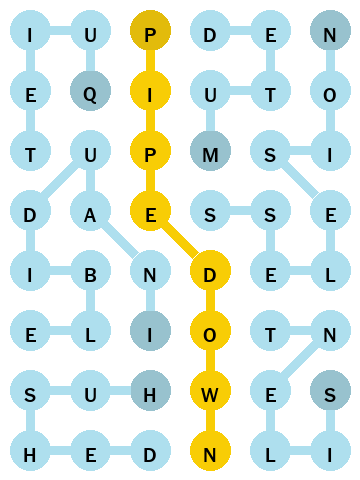 I U P D E N
E Q I U T O
T U P M S I
D A E S S E
I B N D E L
E L I O T N
S U H W E S
H E D N L I